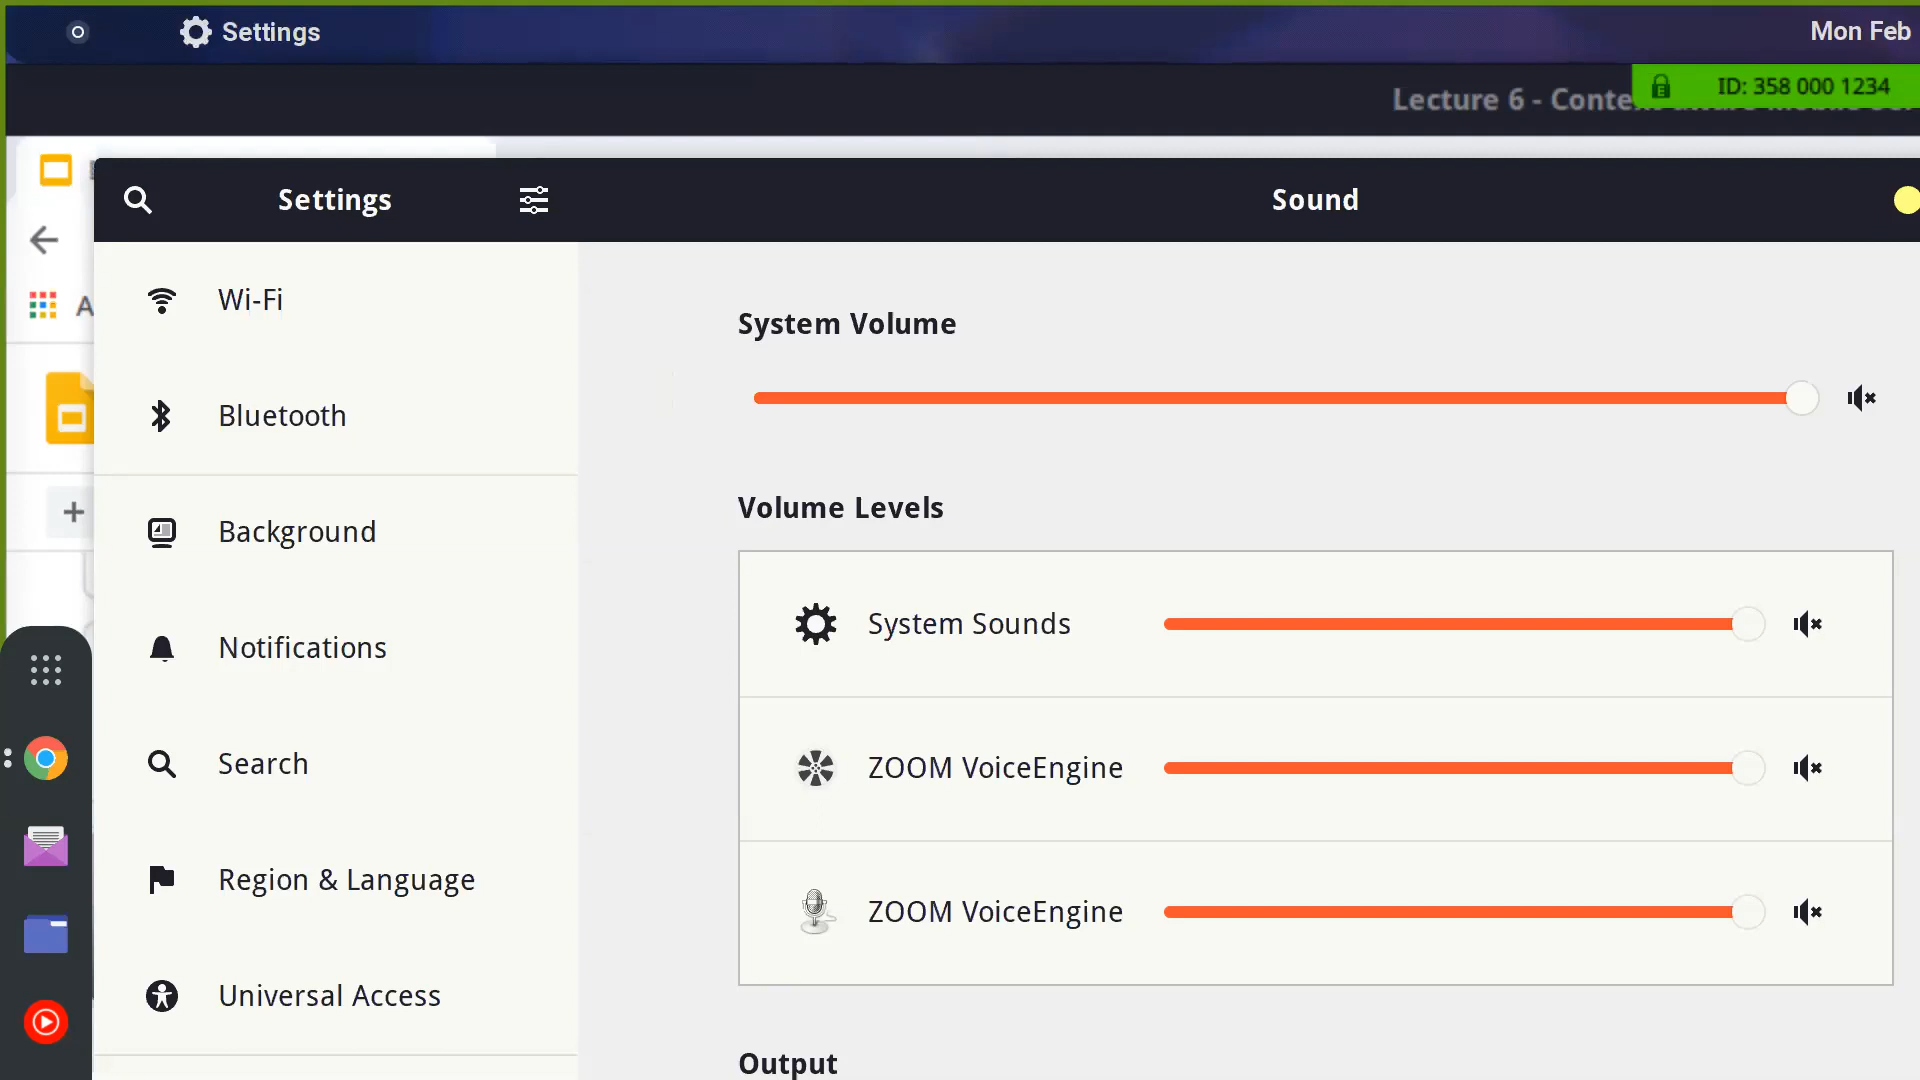 Settings
Mon Feb
Lecture 6 - Conte
ID: 358 000 1234
Settings
Sound
Wi-Fi
System Volume
A
Bluetooth
Volume Levels
Background
System Sounds
Notifications
ZOOM VoiceEngine
Search
Region & Language
ZOOM VoiceEngine
Universal Access
Output